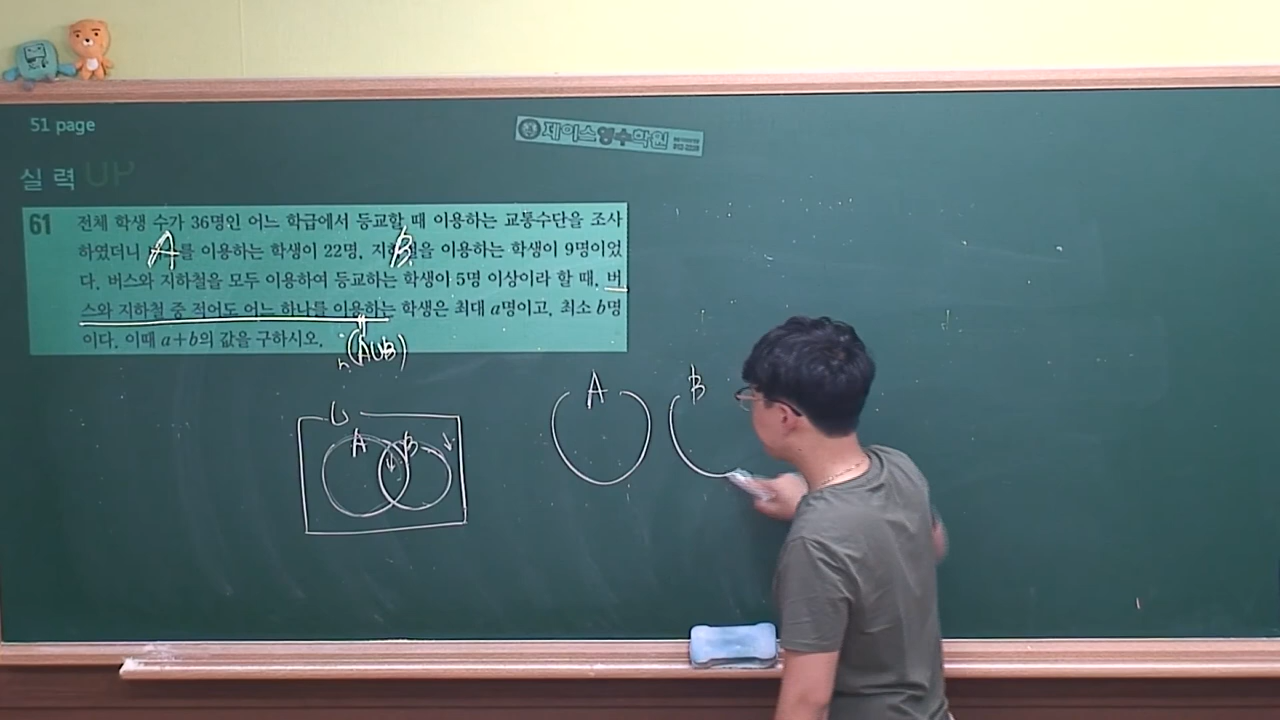 51 page
제이스영수학원
실력 UP
61 전체 학생 수가 36명인 어느 학급에서 등교할 때 이용하는 교통수단을 조사
하였더니 A를 이용하는 학생이 22명, 지하철을 이용하는 학생이 9명이었
B
다. 버스와 지하철을 모두 이용하여 등교하는 학생이 5명 이상이라 할 때, 버
스와 지하철 중 적어도 어느 하나를 이용하는 학생은 최대 a명이고, 최소 b명
이다. 이때 a+b의 값을 구하시오.
n(A∪B)
A B
U
A B